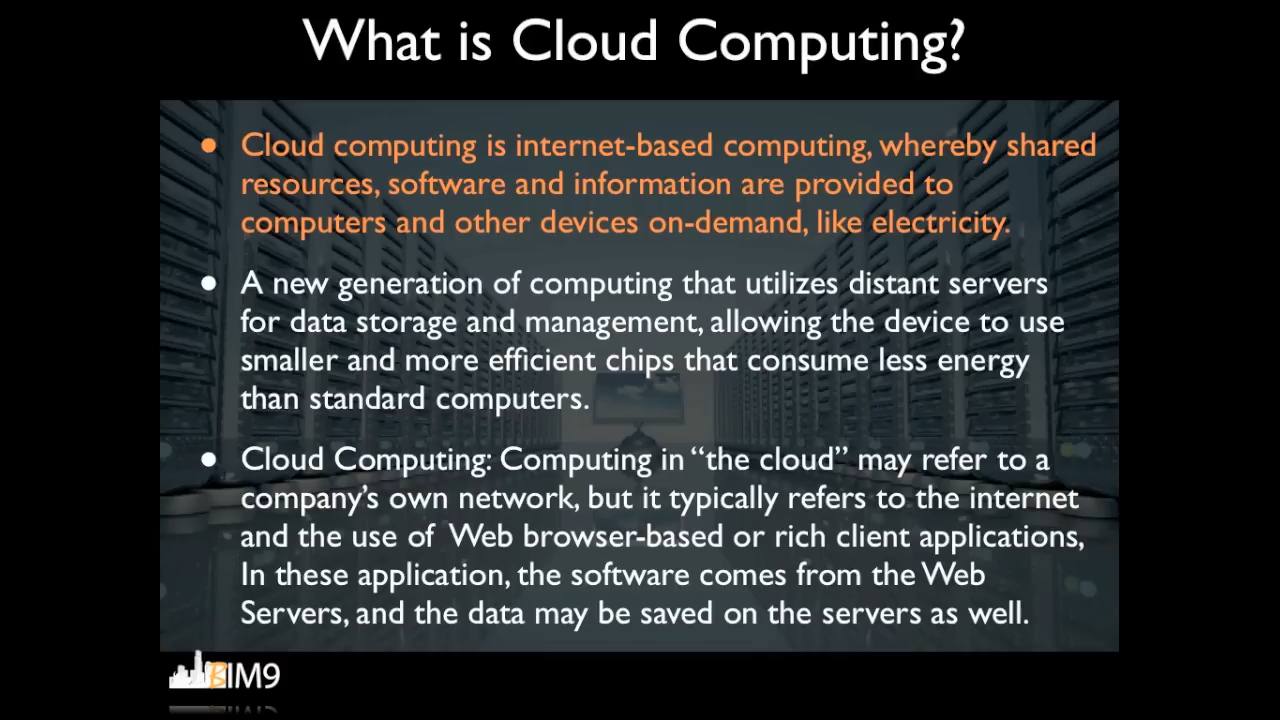 What is Cloud Computing?
• Cloud computing is internet-based computing, whereby shared
resources, software and information are provided to
computers and other devices on-demand, like electricity.
• A new generation of computing that utilizes distant servers
for data storage and management, allowing the device to use
smaller and more efficient chips that consume less energy
than standard computers.
• Cloud Computing: Computing in “the cloud” may refer to a
company’s own network, but it typically refers to the internet
and the use of Web browser-based or rich client applications,
In these application, the software comes from the Web
Servers, and the data may be saved on the servers as well.
BIM9